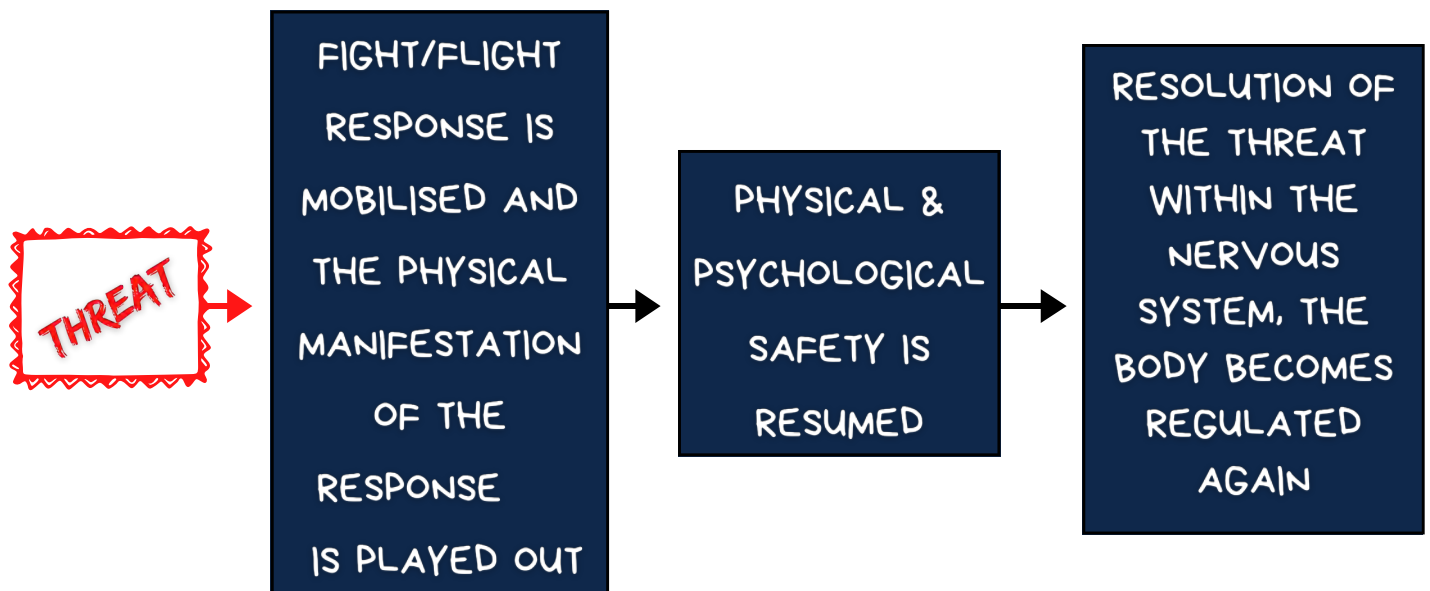 THREAT
FIGHT/FLIGHT
RESPONSE IS
MOBILISED AND
THE PHYSICAL
MANIFESTATION
OF THE
RESPONSE
IS PLAYED OUT
PHYSICAL &
PSYCHOLOGICAL
SAFETY IS
RESUMED
RESOLUTION OF
THE THREAT
WITHIN THE
NERVOUS
SYSTEM, THE
BODY BECOMES
REGULATED
AGAIN